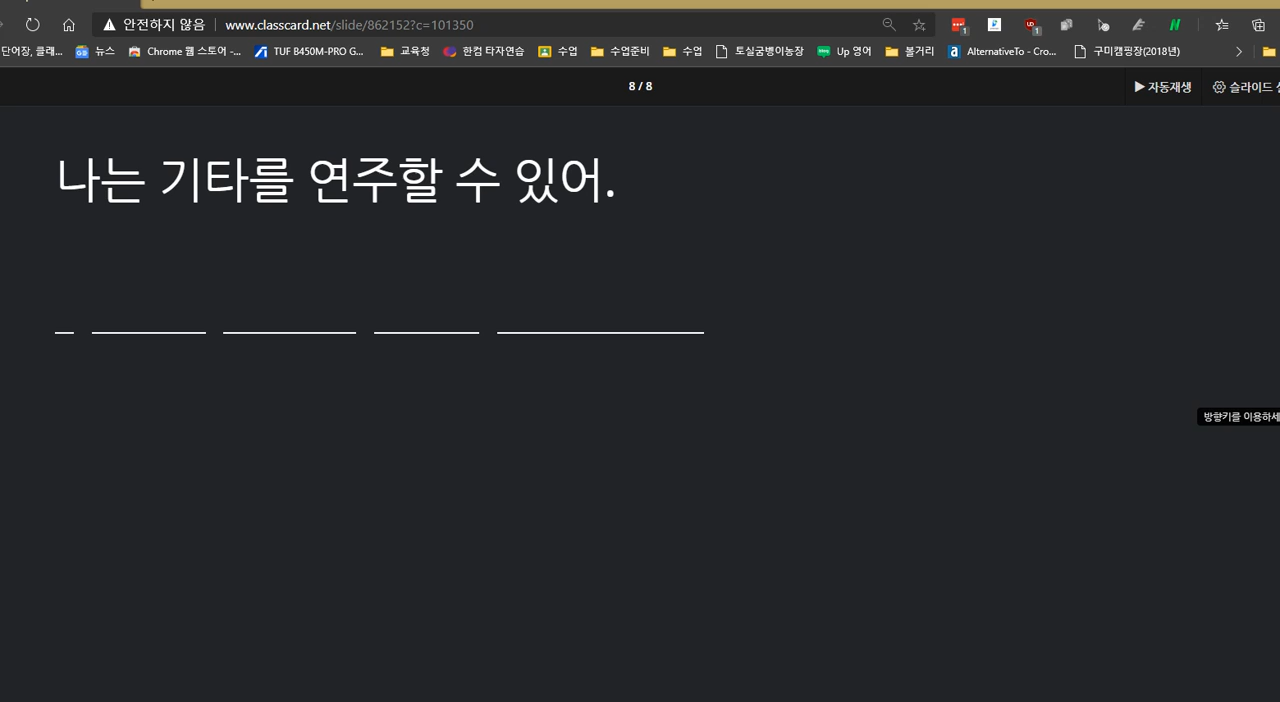 안전하지 않음 www.classcard.net/slide/862152?c=101350
단어장, 클래... 뉴스 Chrome 웹 스토어 -... TUF B450M-PRO G... 교육청 한컴 타자연습 수업 수업준비 수업 토실굼벵이농장 Up 영어 볼거리 AlternativeTo - Cro... 구미캠핑장(2018년)
8 / 8 자동재생 슬라이드
나는 기타를 연주할 수 있어.
방향키를 이용하세